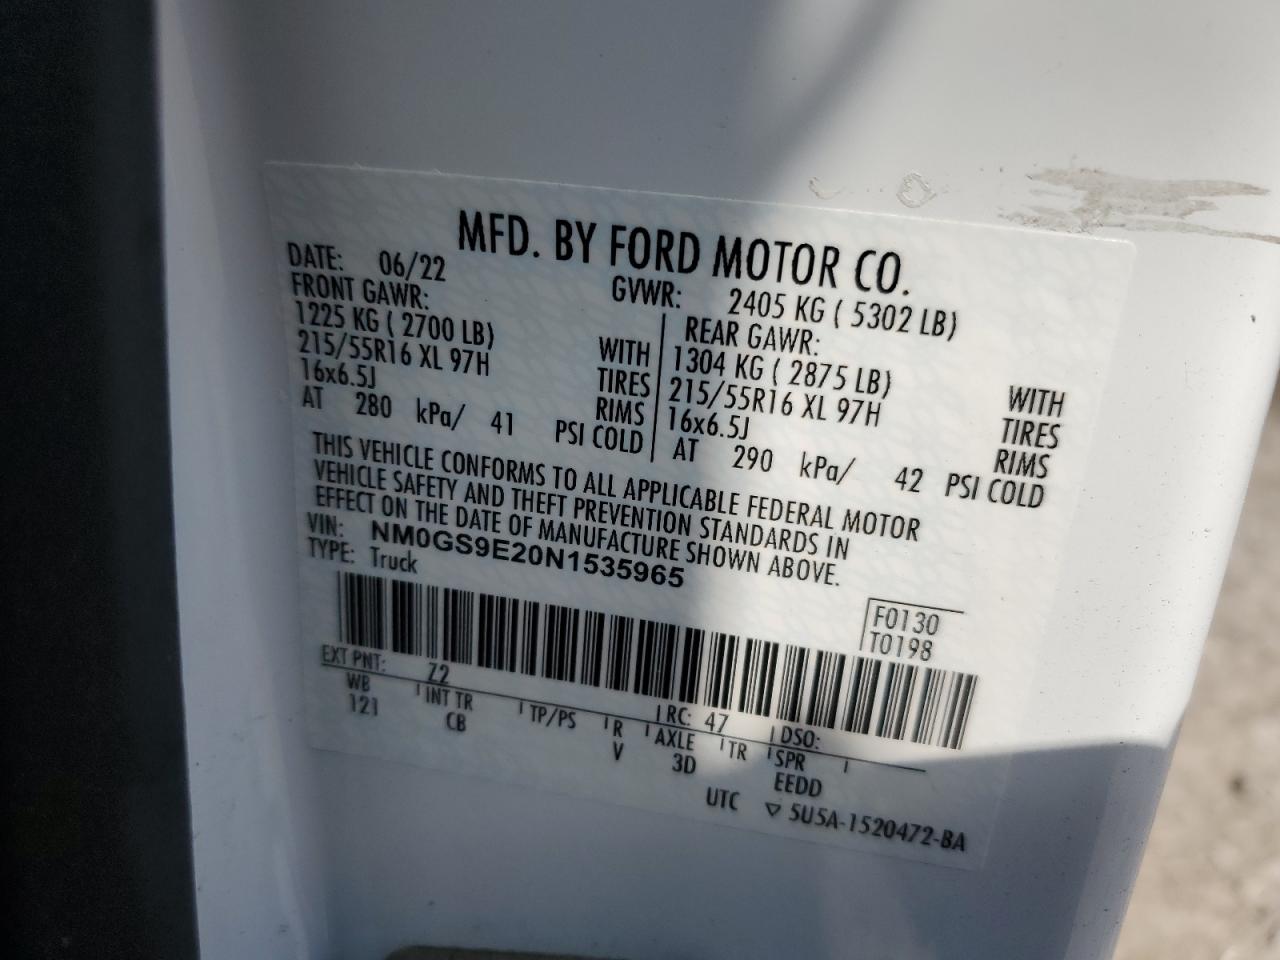 MFD. BY FORD MOTOR CO.
DATE: 06/22 GVWR: 2405 KG ( 5302 LB)
FRONT GAWR: REAR GAWR:
1225 KG ( 2700 LB) WITH 1304 KG ( 2875 LB) WITH
215/55R16 XL 97H TIRES 215/55R16 XL 97H TIRES
16x6.5J RIMS 16x6.5J RIMS
AT 280 kPa/ 41 PSI COLD AT 290 kPa/ 42 PSI COLD
THIS VEHICLE CONFORMS TO ALL APPLICABLE FEDERAL MOTOR
VEHICLE SAFETY AND THEFT PREVENTION STANDARDS IN
EFFECT ON THE DATE OF MANUFACTURE SHOWN ABOVE.
VIN: NM0GS9E20N1535965
TYPE: Truck
F0130
T0198
EXT PNT: Z2 RC: 47 DSO:
WB INT TR TP/PS R AXLE TR SPR
121 CB V 3D EEDD
UTC ▽ 5U5A-1520472-BA